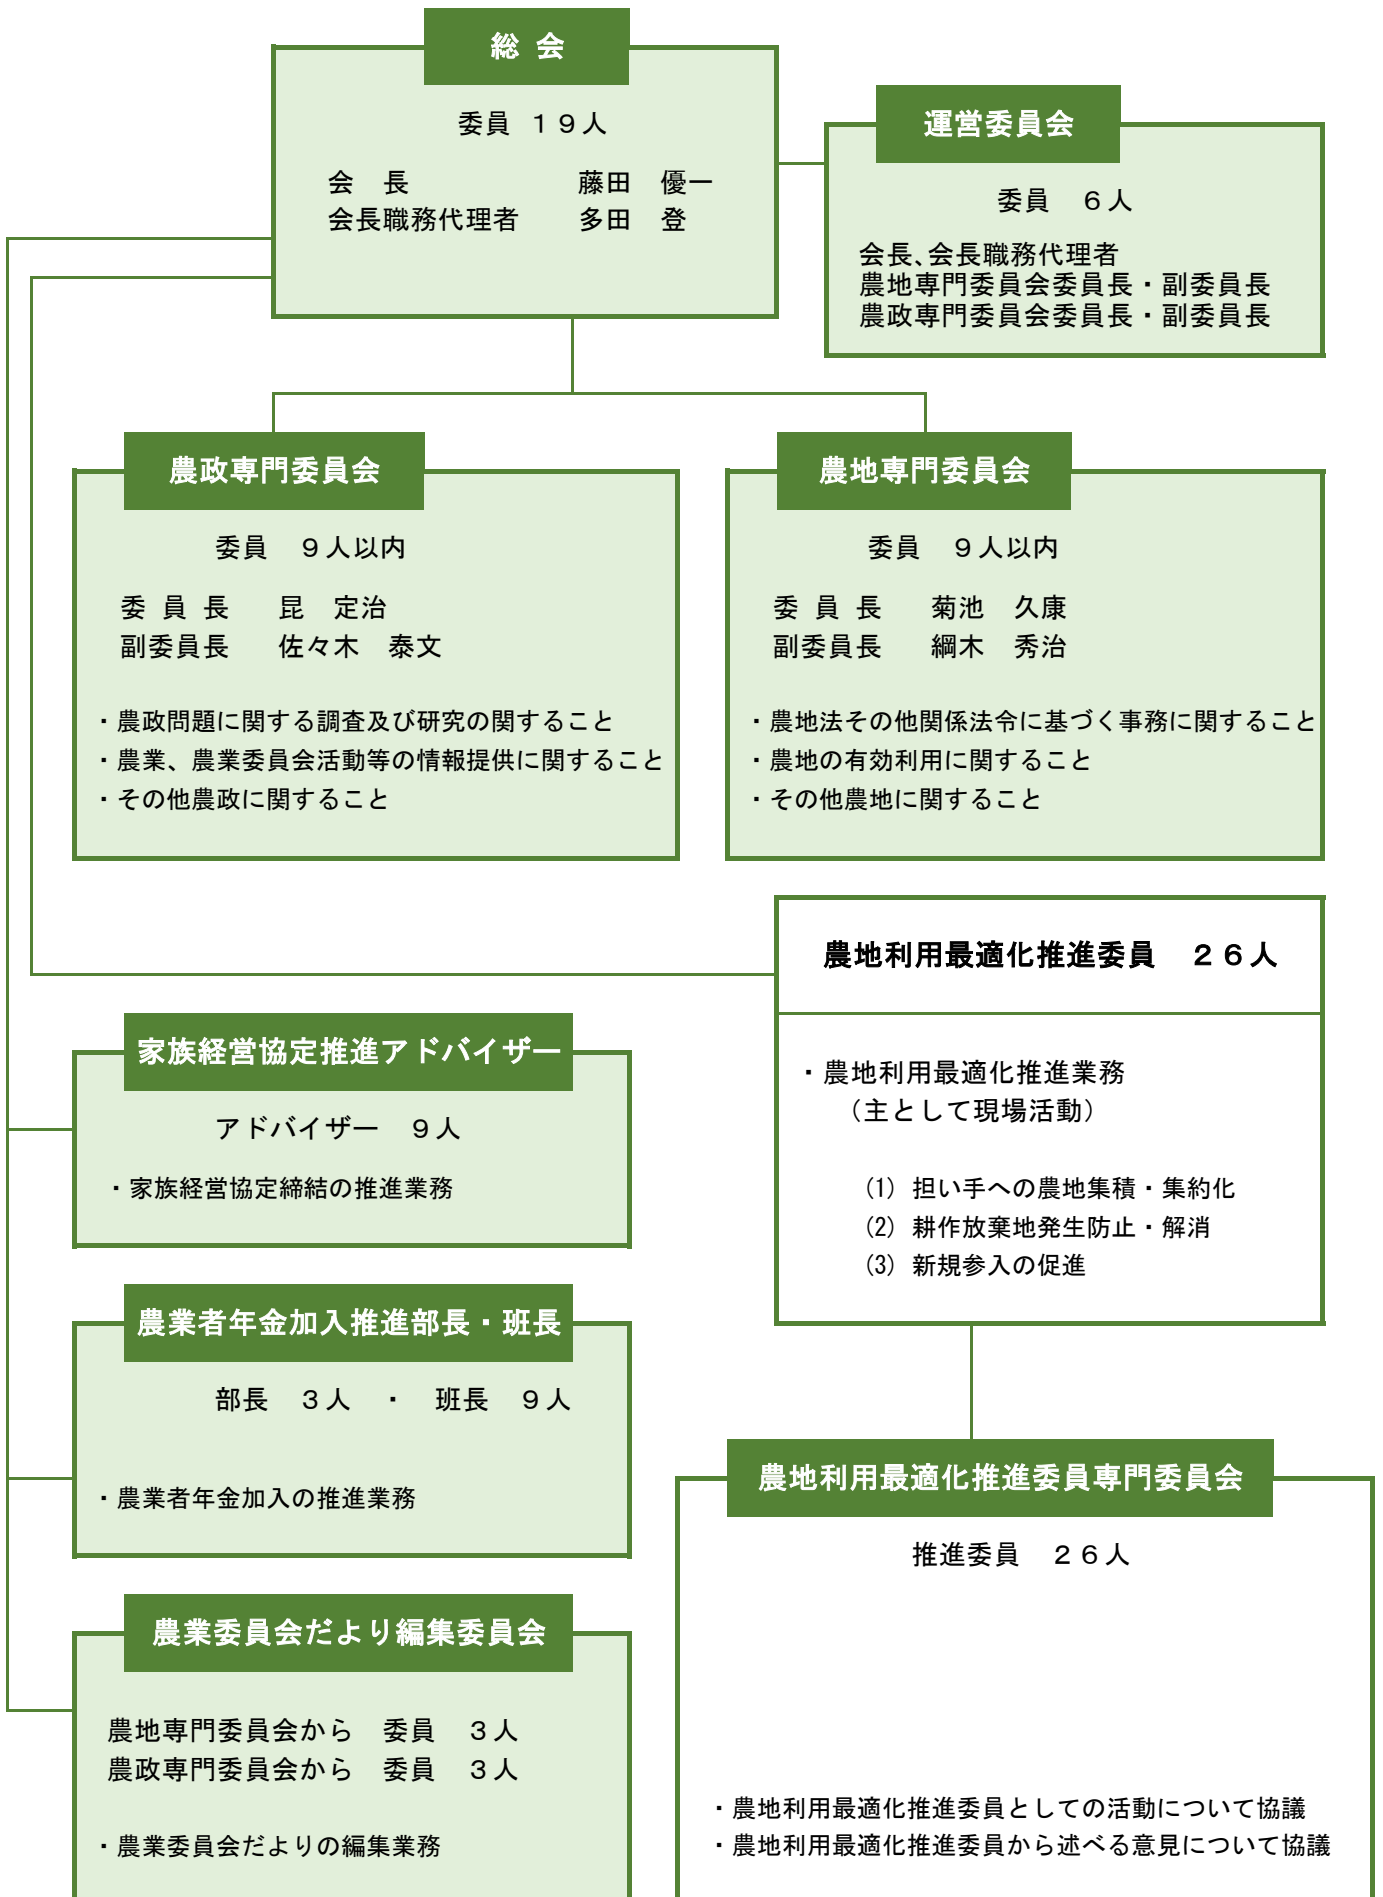 総 会
委員 １９人
会 長 藤田 優一
会長職務代理者 多田 登
運営委員会
委員 ６人
会長、会長職務代理者
農地専門委員会委員長・副委員長
農政専門委員会委員長・副委員長
農政専門委員会
委員 ９人以内
委 員 長 昆 定治
副委員長 佐々木 泰文
・農政問題に関する調査及び研究の関すること
・農業、農業委員会活動等の情報提供に関すること
・その他農政に関すること
農地専門委員会
委員 ９人以内
委 員 長 菊池 久康
副委員長 綱木 秀治
・農地法その他関係法令に基づく事務に関すること
・農地の有効利用に関すること
・その他農地に関すること
農地利用最適化推進委員 ２６人
・農地利用最適化推進業務
（主として現場活動）
(1) 担い手への農地集積・集約化
(2) 耕作放棄地発生防止・解消
(3) 新規参入の促進
家族経営協定推進アドバイザー
アドバイザー ９人
・家族経営協定締結の推進業務
農業者年金加入推進部長・班長
部長 ３人 ・ 班長 ９人
・農業者年金加入の推進業務
農地利用最適化推進委員専門委員会
推進委員 ２６人
・農地利用最適化推進委員としての活動について協議
・農地利用最適化推進委員から述べる意見について協議
農業委員会だより編集委員会
農地専門委員会から 委員 ３人
農政専門委員会から 委員 ３人
・農業委員会だよりの編集業務